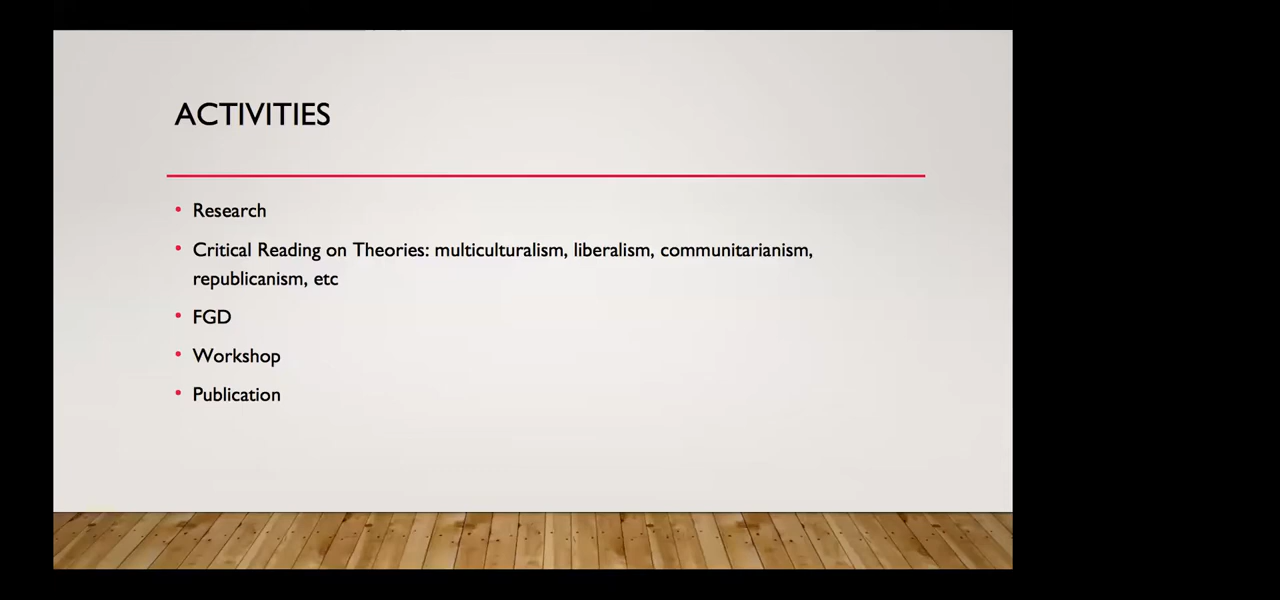 ACTIVITIES
• Research
• Critical Reading on Theories: multiculturalism, liberalism, communitarianism,
republicanism, etc
• FGD
• Workshop
• Publication